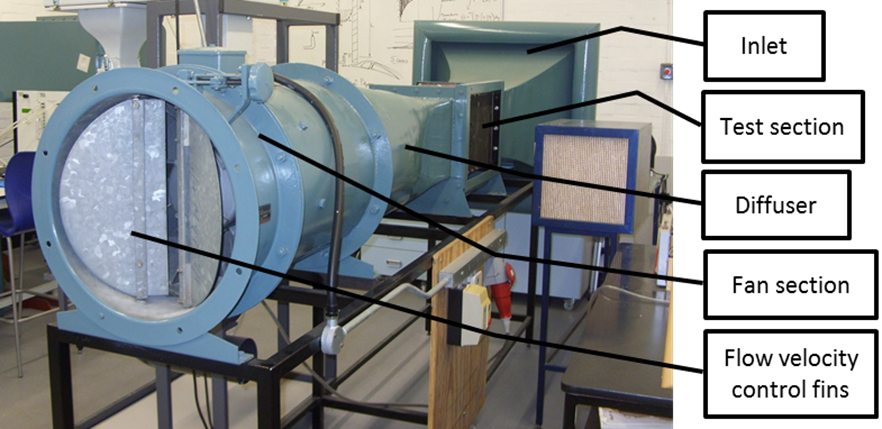 Inlet
Test section
Diffuser
Fan section
Flow velocity
control fins